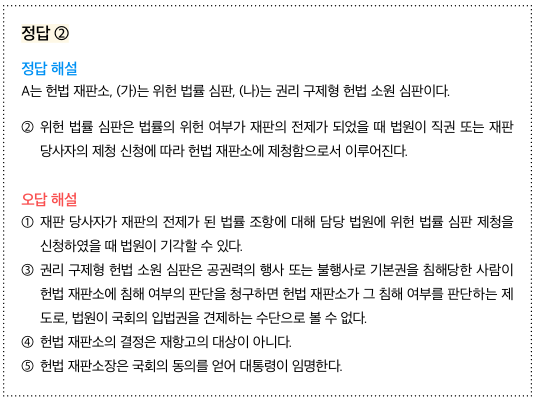 정답 ②
정답 해설
A는 헌법 재판소, (가)는 위헌 법률 심판, (나)는 권리 구제형 헌법 소원 심판이다.
② 위헌 법률 심판은 법률의 위헌 여부가 재판의 전제가 되었을 때 법원이 직권 또는 재판
당사자의 제청 신청에 따라 헌법 재판소에 제청함으로서 이루어진다.
오답 해설
① 재판 당사자가 재판의 전제가 된 법률 조항에 대해 담당 법원에 위헌 법률 심판 제청을
신청하였을 때 법원이 기각할 수 있다.
③ 권리 구제형 헌법 소원 심판은 공권력의 행사 또는 불행사로 기본권을 침해당한 사람이
헌법 재판소에 침해 여부의 판단을 청구하면 헌법 재판소가 그 침해 여부를 판단하는 제
도로, 법원이 국회의 입법권을 견제하는 수단으로 볼 수 없다.
④ 헌법 재판소의 결정은 재항고의 대상이 아니다.
⑤ 헌법 재판소장은 국회의 동의를 얻어 대통령이 임명한다.